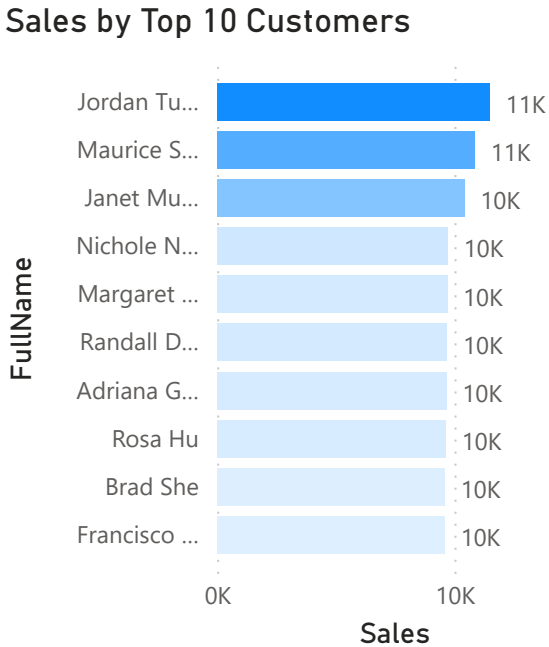 Sales by Top 10 Customers
Jordan Tu... 11K
Maurice S... 11K
Janet Mu... 10K
Nichole N... 10K
Margaret ... 10K
Randall D... 10K
Adriana G... 10K
Rosa Hu 10K
Brad She 10K
Francisco ... 10K
FullName
0K 10K
Sales